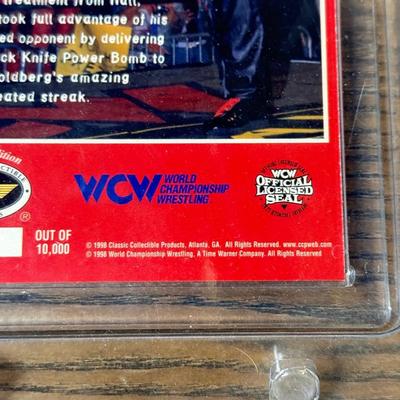 treatment from Hall,
took full advantage of his
ed opponent by delivering
ck Knife Power Bomb to
oldberg's amazing
eated streak.
dition
WCW WORLD
CHAMPIONSHIP
WRESTLING™
WCW
OFFICIAL
LICENSED
SEAL
®
OUT OF
10,000
© 1998 Classic Collectible Products, Atlanta, GA. All Rights Reserved. www.ccpweb.com
© 1998 World Championship Wrestling, A Time Warner Company. All Rights Reserved